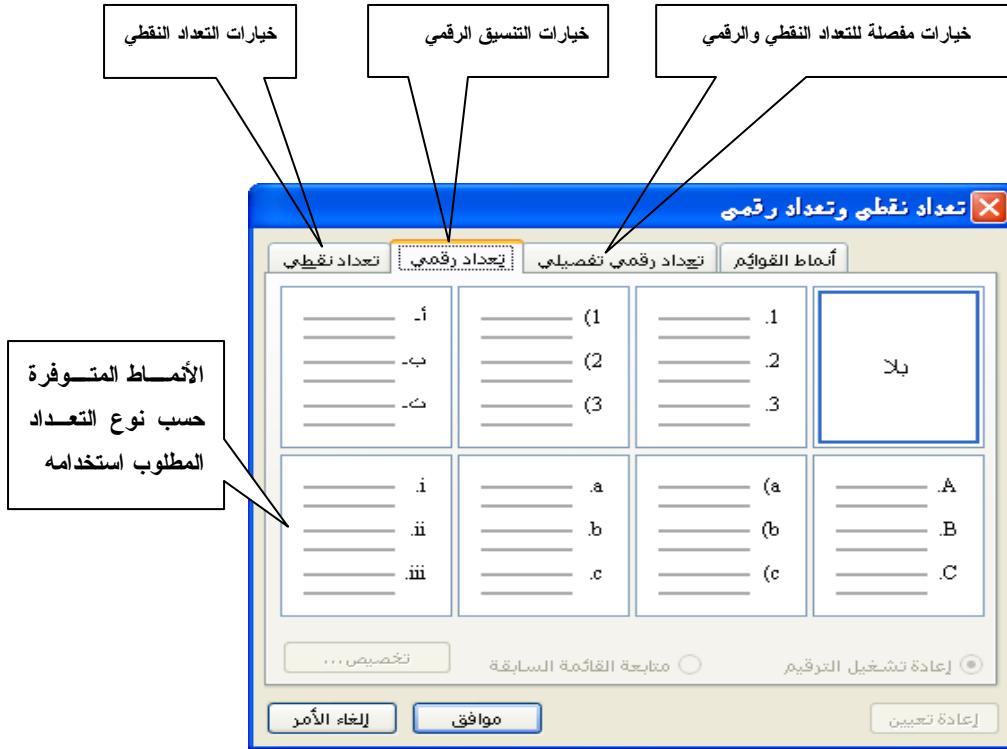 خيارات مفصلة للتعداد النقطي والرقمي
خيارات التنسيق الرقمي
خيارات التعداد النقطي
تعداد نقطي وتعداد رقمي
أنماط القوائم
تعداد رقمي تفصيلي
تعداد رقمي
تعداد نقطي
الأنمــاط المتــوفرة
حسب نوع التعــداد
المطلوب استخدامه
بلا
1.
2.
3.
1)
2)
3)
أ-
ب-
ت-
A.
B.
C.
a)
b)
c)
a.
b.
c.
i.
ii.
iii.
إعادة تشغيل الترقيم
متابعة القائمة السابقة
تخصيص...
إعادة تعيين
موافق
إلغاء الأمر